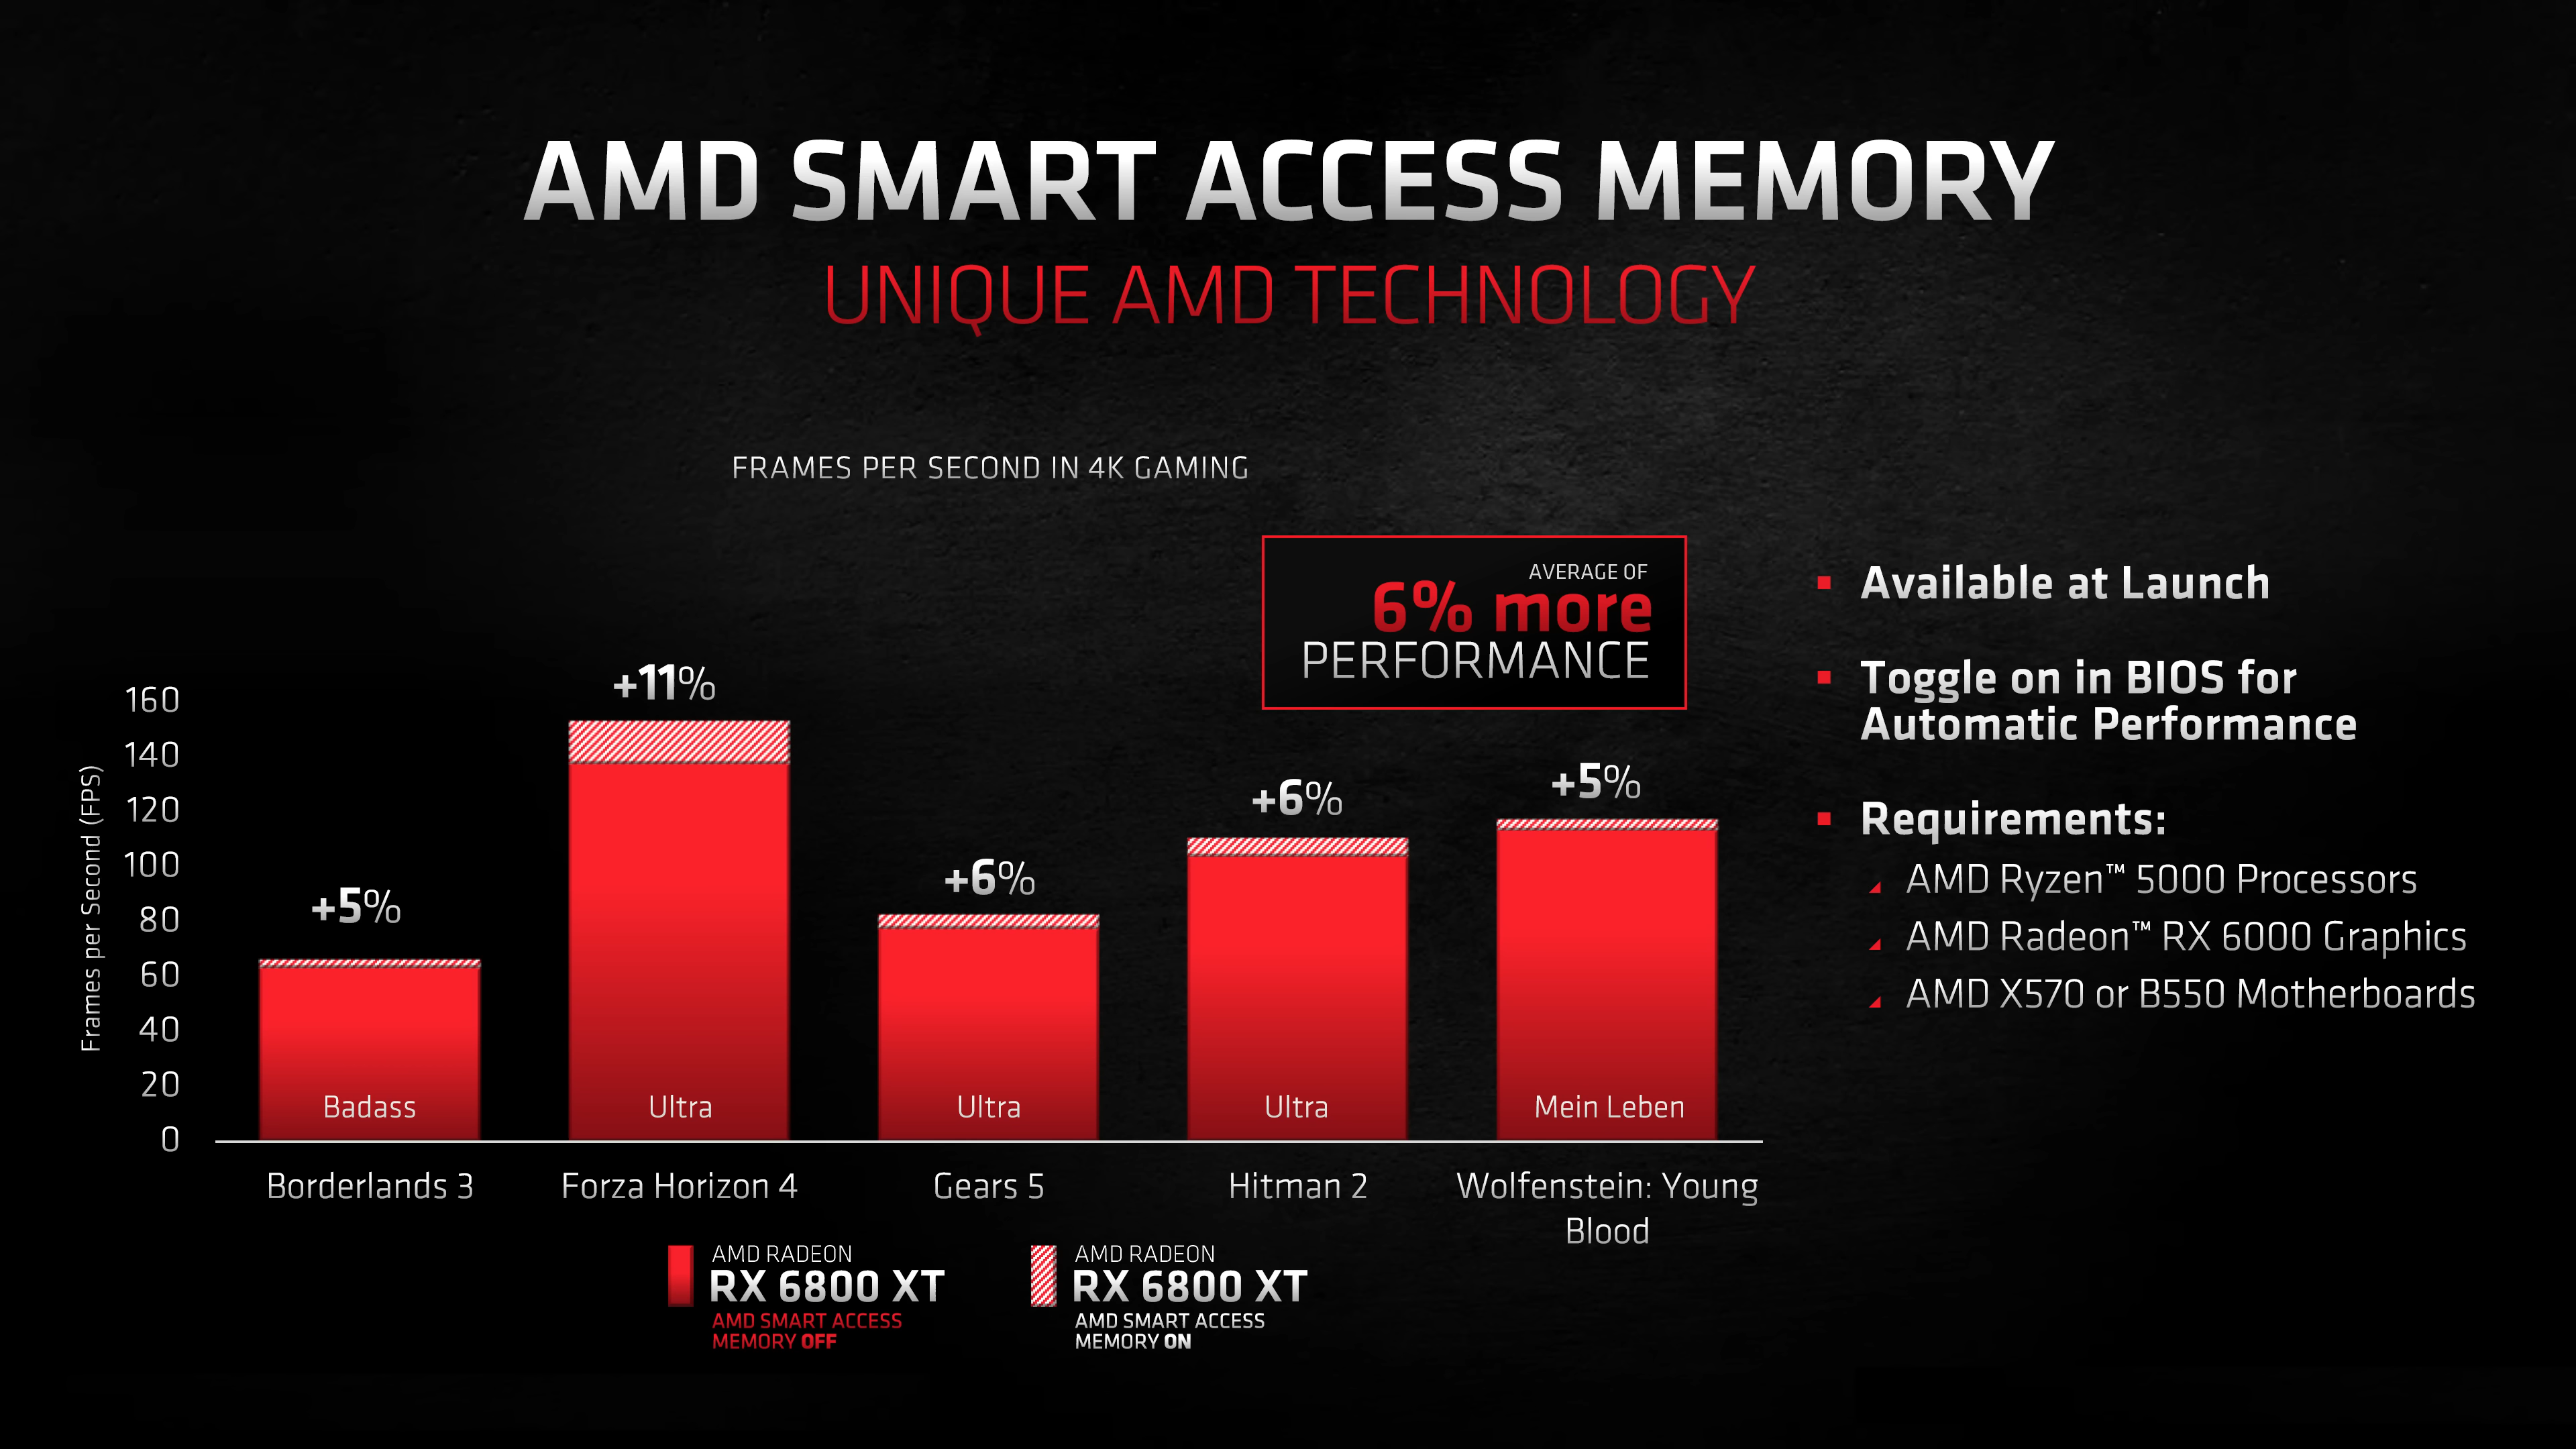 AMD SMART ACCESS MEMORY
UNIQUE AMD TECHNOLOGY
FRAMES PER SECOND IN 4K GAMING
AVERAGE OF
6% more
PERFORMANCE
Frames per Second (FPS)
160
140
120
100
80
60
40
20
0
+5%
+11%
+6%
+6%
+5%
Badass
Ultra
Ultra
Ultra
Mein Leben
Borderlands 3
Forza Horizon 4
Gears 5
Hitman 2
Wolfenstein: Young
Blood
AMD RADEON
RX 6800 XT
AMD SMART ACCESS
MEMORY OFF
AMD RADEON
RX 6800 XT
AMD SMART ACCESS
MEMORY ON
Available at Launch
Toggle on in BIOS for
Automatic Performance
Requirements:
AMD Ryzen™ 5000 Processors
AMD Radeon™ RX 6000 Graphics
AMD X570 or B550 Motherboards